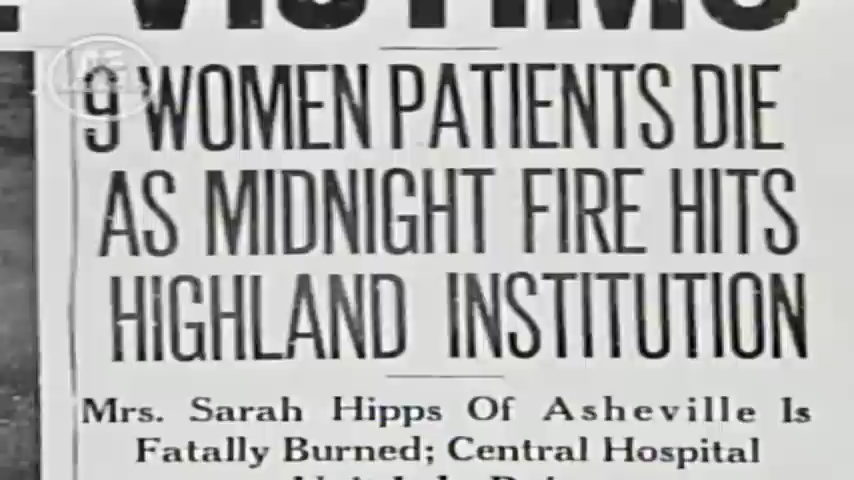 VICTIMS
9 WOMEN PATIENTS DIE
AS MIDNIGHT FIRE HITS
HIGHLAND INSTITUTION
Mrs. Sarah Hipps Of Asheville Is
Fatally Burned; Central Hospital